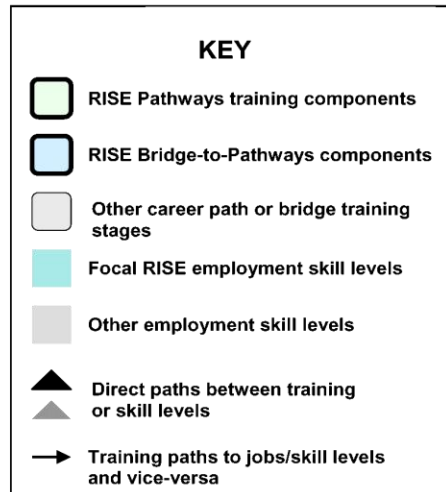 KEY
RISE Pathways training components
RISE Bridge-to-Pathways components
Other career path or bridge training
stages
Focal RISE employment skill levels
Other employment skill levels
Direct paths between training
or skill levels
Training paths to jobs/skill levels
and vice-versa